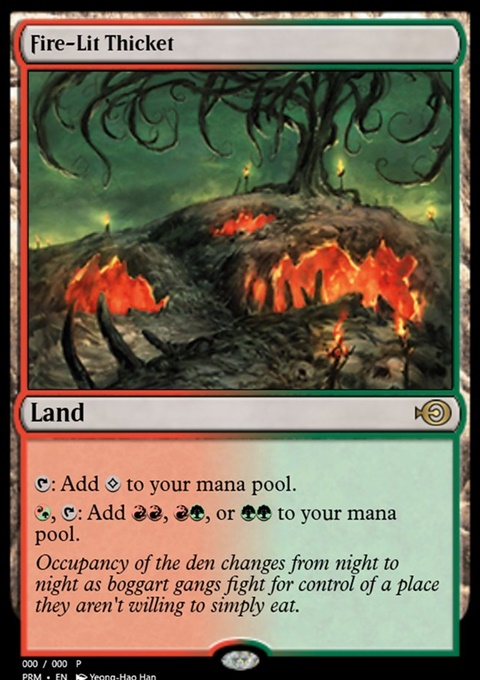 Fire-Lit Thicket
Land
: Add to your mana pool.
, : Add , , or to your mana
pool.
Occupancy of the den changes from night to
night as boggart gangs fight for control of a place
they aren't willing to simply eat.
000 / 000 P
PRM • EN Yeong-Hao Han